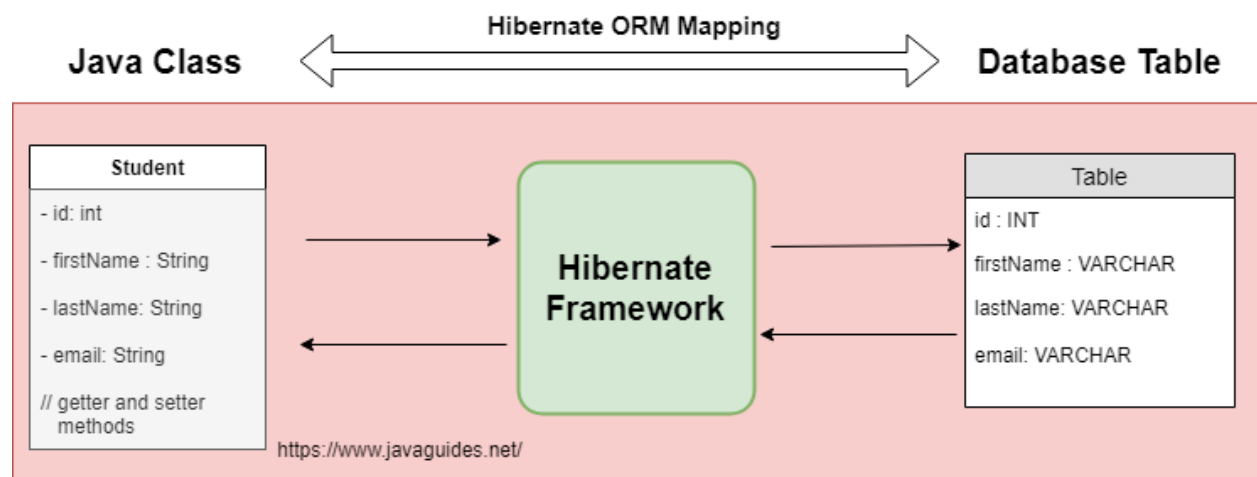 Hibernate ORM Mapping
Java Class
Database Table
Student
- id: int
- firstName : String
- lastName: String
- email: String
// getter and setter
methods
Hibernate
Framework
Table
id : INT
firstName : VARCHAR
lastName: VARCHAR
email: VARCHAR
https://www.javaguides.net/